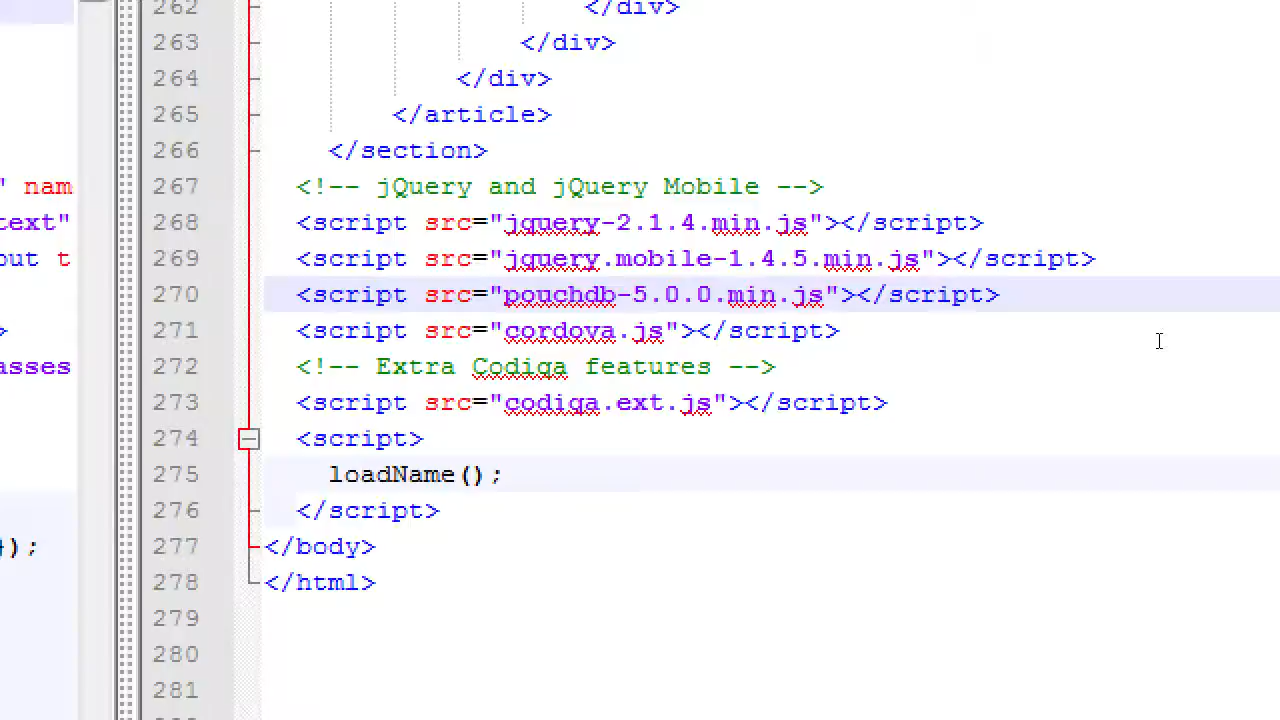 262 </div>
263 </div>
264 </div>
265 </article>
266 </section>
" nam 267 <!-- jQuery and jQuery Mobile -->
text" 268 <script src="jquery-2.1.4.min.js"></script>
out t 269 <script src="jquery.mobile-1.4.5.min.js"></script>
270 <script src="pouchdb-5.0.0.min.js"></script>
> 271 <script src="cordova.js"></script>
asses 272 <!-- Extra Codiqa features -->
273 <script src="codiqa.ext.js"></script>
274 <script>
275 loadName();
276 </script>
}); 277 </body>
278 </html>
279
280
281